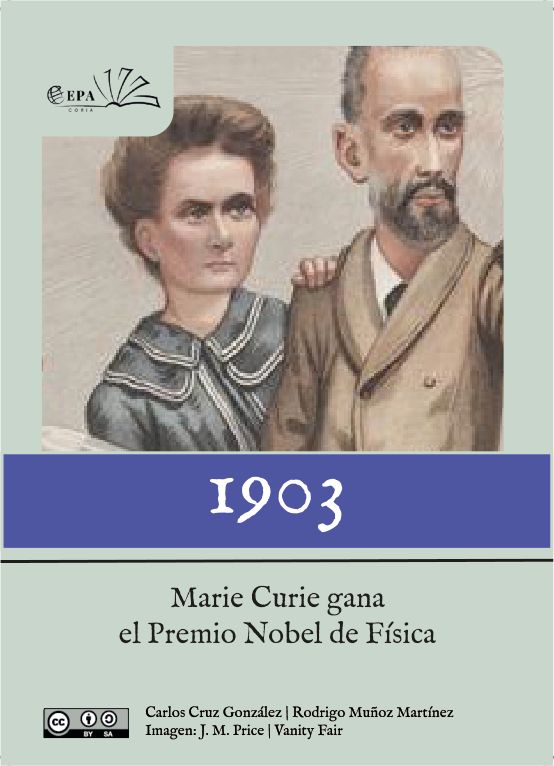 EPA
CORIA
1903
Marie Curie gana
el Premio Nobel de Física
cc BY SA
Carlos Cruz González | Rodrigo Muñoz Martínez
Imagen: J. M. Price | Vanity Fair